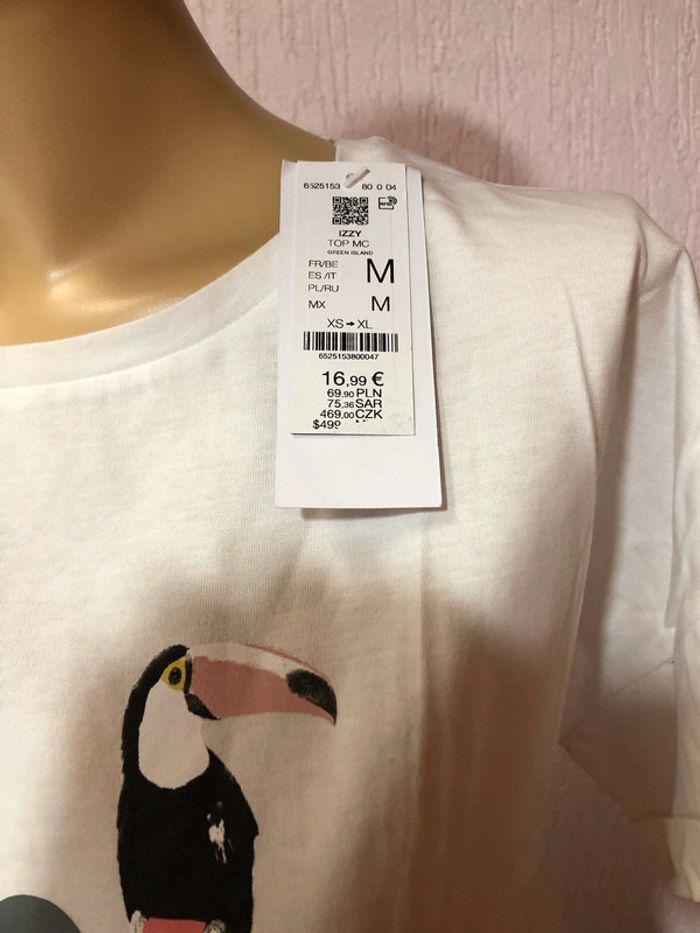 6525153 80 0 04
IZZY
TOP MC
GREEN ISLAND
FR/BE
ES /IT
PL/RU
M
MX M
XS→XL
6525153800047
16,99 €
69,90 PLN
75,36 SAR
469,00 CZK
$499